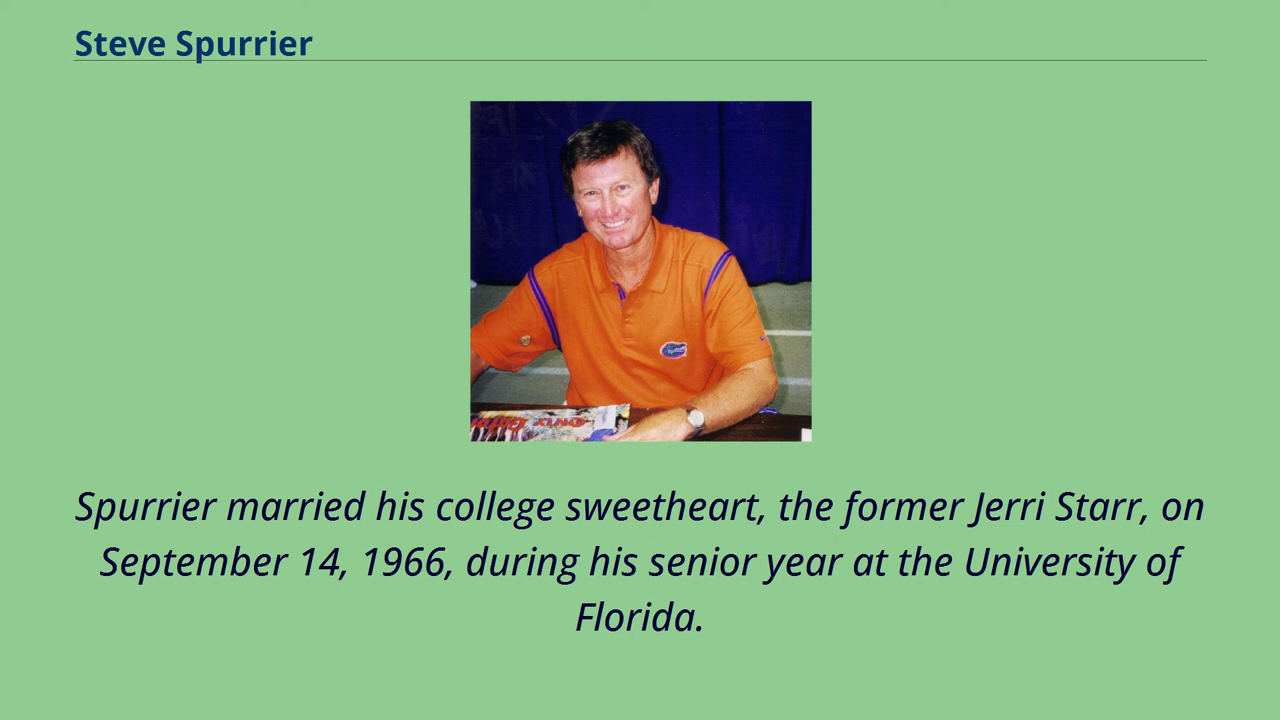 Steve Spurrier
Spurrier married his college sweetheart, the former Jerri Starr, on
September 14, 1966, during his senior year at the University of
Florida.